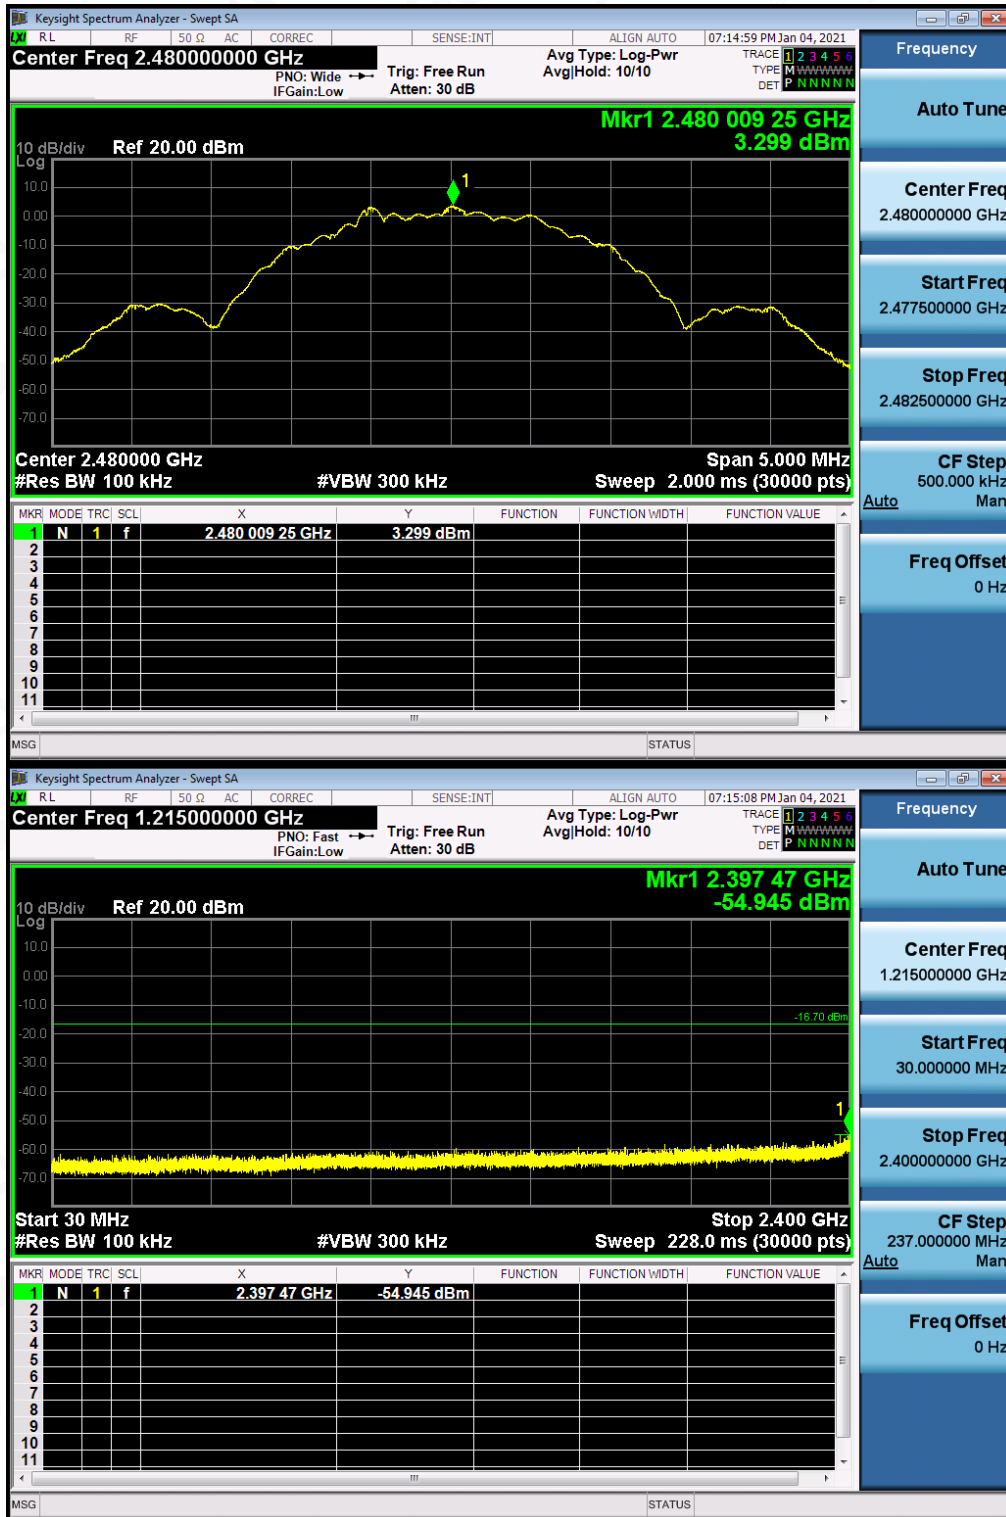 Keysight Spectrum Analyzer - Swept SA
LXI RL RF 50 Ω AC CORREC SENSE:INT ALIGN AUTO 07:14:59 PM Jan 04, 2021
Center Freq 2.480000000 GHz Avg Type: Log-Pwr TRACE 1 2 3 4 5 6
PNO: Wide Trig: Free Run Avg|Hold: 10/10 TYPE M WWWWW
IFGain:Low Atten: 30 dB DET P N N N N N
Frequency
Auto Tune
Center Freq
2.480000000 GHz
Start Freq
2.477500000 GHz
Stop Freq
2.482500000 GHz
CF Step
500.000 kHz
Auto Man
Freq Offset
0 Hz
Mkr1 2.480 009 25 GHz
10 dB/div Ref 20.00 dBm 3.299 dBm
Log
10.0
1
0.00
-10.0
-20.0
-30.0
-40.0
-50.0
-60.0
-70.0
Center 2.480000 GHz Span 5.000 MHz
#Res BW 100 kHz #VBW 300 kHz Sweep 2.000 ms (30000 pts)
MKR MODE TRC SCL X Y FUNCTION FUNCTION WIDTH FUNCTION VALUE
1 N 1 f 2.480 009 25 GHz 3.299 dBm
2
3
4
5
6
7
8
9
10
11
MSG STATUS
Keysight Spectrum Analyzer - Swept SA
LXI RL RF 50 Ω AC CORREC SENSE:INT ALIGN AUTO 07:15:08 PM Jan 04, 2021
Center Freq 1.215000000 GHz Avg Type: Log-Pwr TRACE 1 2 3 4 5 6
PNO: Fast Trig: Free Run Avg|Hold: 10/10 TYPE M WWWWW
IFGain:Low Atten: 30 dB DET P N N N N N
Frequency
Auto Tune
Center Freq
1.215000000 GHz
Start Freq
30.000000 MHz
Stop Freq
2.400000000 GHz
CF Step
237.000000 MHz
Auto Man
Freq Offset
0 Hz
Mkr1 2.397 47 GHz
10 dB/div Ref 20.00 dBm -54.945 dBm
Log
10.0
0.00
-10.0
-16.70 dBm
-20.0
-30.0
-40.0
1
-50.0
-60.0
-70.0
Start 30 MHz Stop 2.400 GHz
#Res BW 100 kHz #VBW 300 kHz Sweep 228.0 ms (30000 pts)
MKR MODE TRC SCL X Y FUNCTION FUNCTION WIDTH FUNCTION VALUE
1 N 1 f 2.397 47 GHz -54.945 dBm
2
3
4
5
6
7
8
9
10
11
MSG STATUS